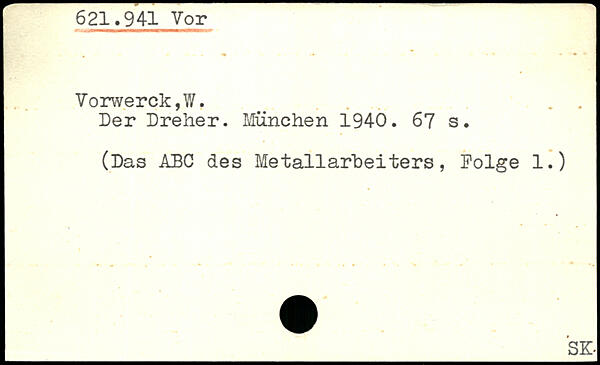 621.941 Vor
Vorwerck,W.
Der Dreher. München 1940. 67 s.
(Das ABC des Metallarbeiters, Folge 1.)
SK.